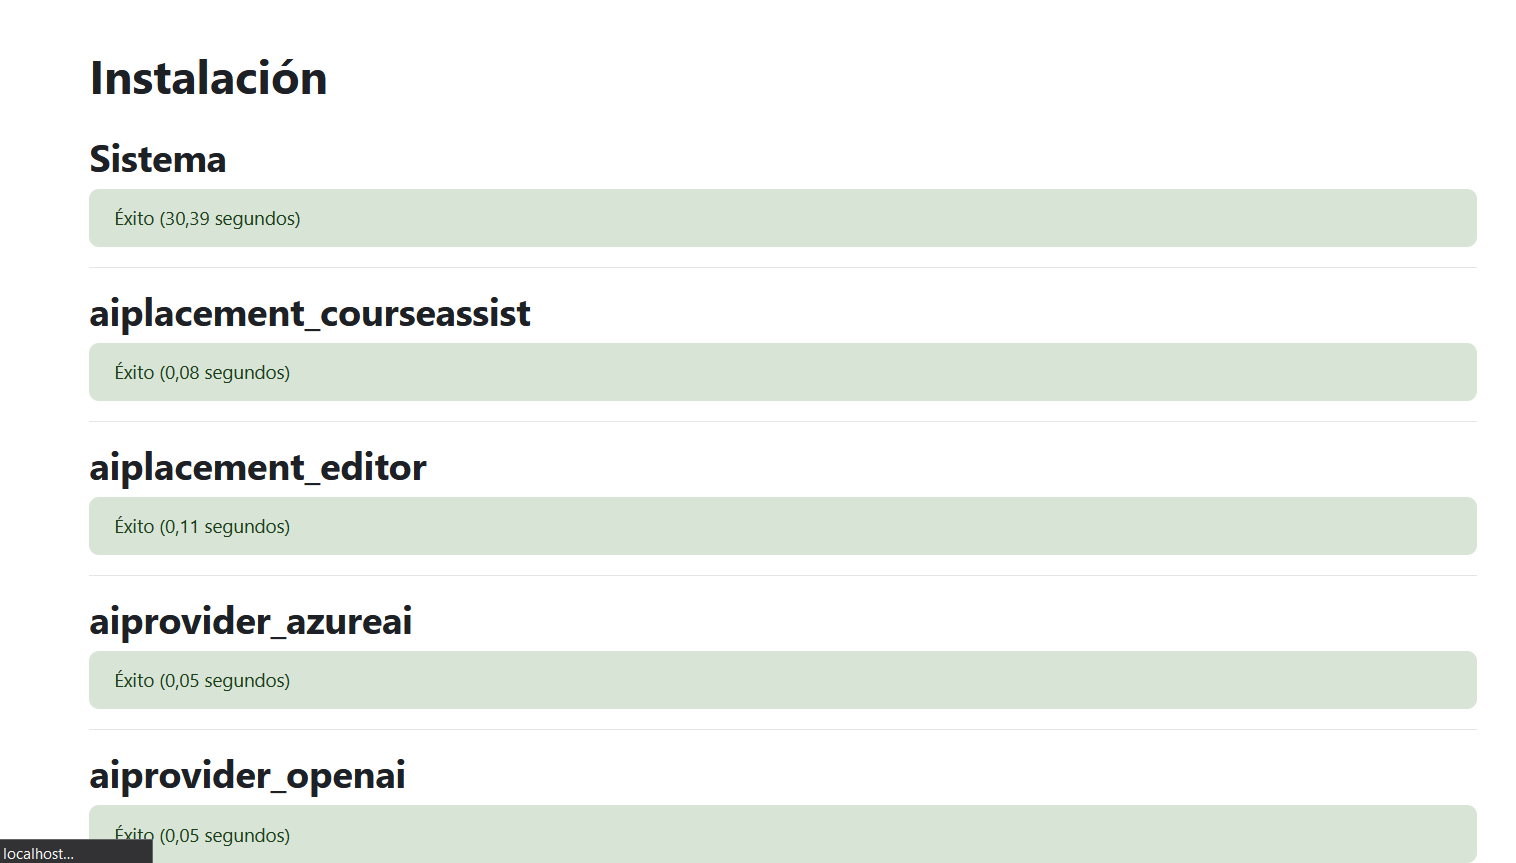 Instalación
Sistema
Éxito (30,39 segundos)
aiplacement_courseassist
Éxito (0,08 segundos)
aiplacement_editor
Éxito (0,11 segundos)
aiprovider_azureai
Éxito (0,05 segundos)
aiprovider_openai
Éxito (0,05 segundos)
localhost...